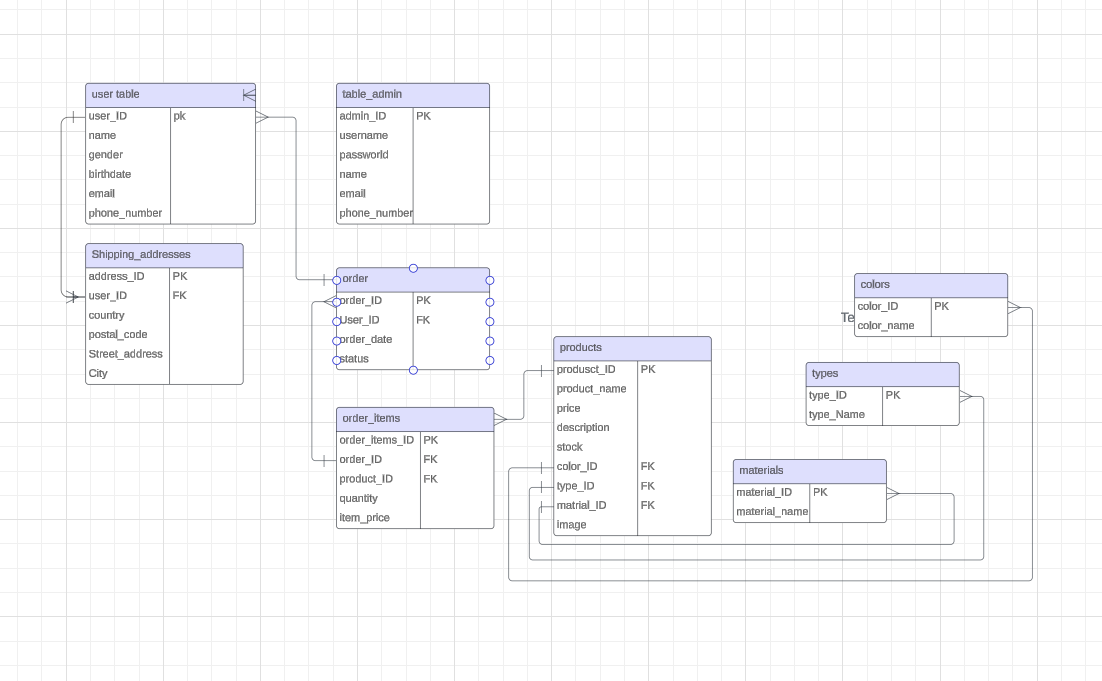 user table
user_ID pk
name
gender
birthdate
email
phone_number
table_admin
admin_ID PK
username
passworld
name
email
phone_number
Shipping_addresses
address_ID PK
user_ID FK
country
postal_code
Street_address
City
order
order_ID PK
User_ID FK
order_date
status
order_items
order_items_ID PK
order_ID FK
product_ID FK
quantity
item_price
products
produsct_ID PK
product_name
price
description
stock
color_ID FK
type_ID FK
matrial_ID FK
image
colors
color_ID PK
color_name
Te
types
type_ID PK
type_Name
materials
material_ID PK
material_name